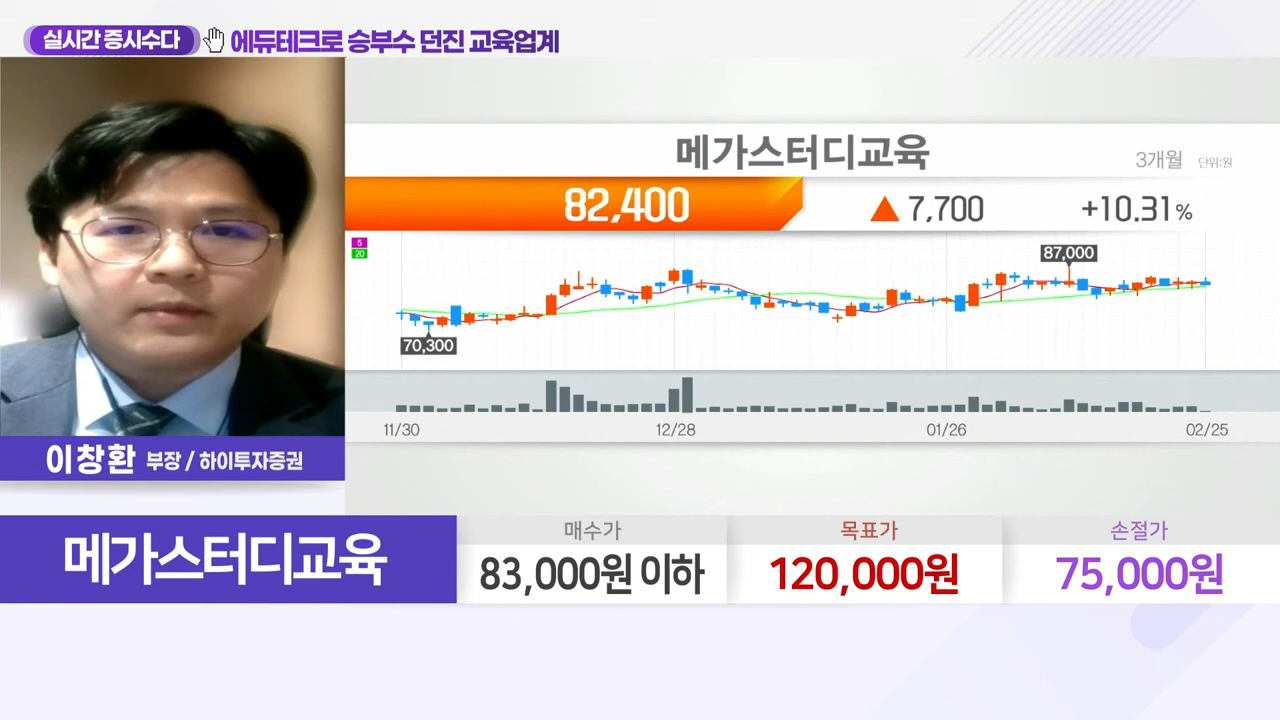 실시간 증시수다 에듀테크로 승부수 던진 교육업계
메가스터디교육
3개월 단위:원
82,400 ▲ 7,700 +10.31%
5
20
87,000
70,300
11/30 12/28 01/26 02/25
이창환 부장 / 하이투자증권
메가스터디교육
매수가 목표가 손절가
83,000원 이하 120,000원 75,000원